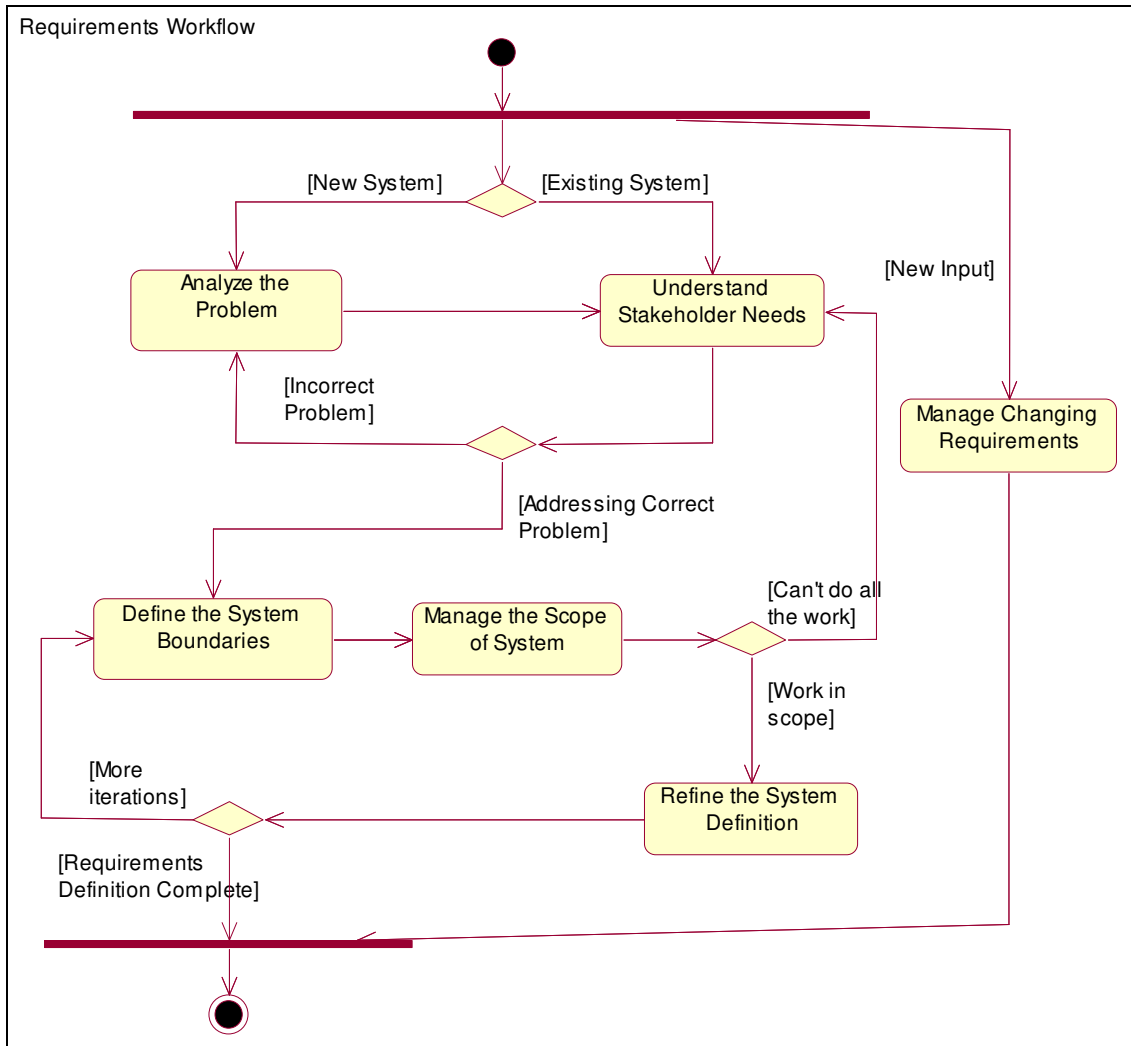 Requirements Workflow
[New System]
[Existing System]
Analyze the
Problem
Understand
Stakeholder Needs
[New Input]
[Incorrect
Problem]
Manage Changing
Requirements
[Addressing Correct
Problem]
Define the System
Boundaries
Manage the Scope
of System
[Can't do all
the work]
[Work in
scope]
[More
iterations]
Refine the System
Definition
[Requirements
Definition Complete]